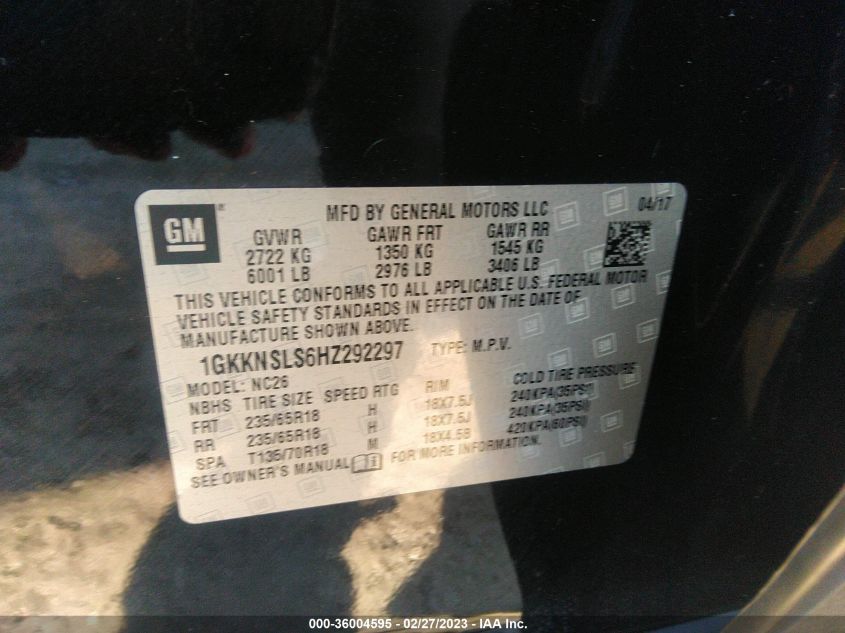 GM ®
MFD BY GENERAL MOTORS LLC 04/17
GVWR GAWR FRT GAWR RR
2722 KG 1350 KG 1545 KG
6001 LB 2976 LB 3406 LB
THIS VEHICLE CONFORMS TO ALL APPLICABLE U.S. FEDERAL MOTOR
VEHICLE SAFETY STANDARDS IN EFFECT ON THE DATE OF
MANUFACTURE SHOWN ABOVE.
1GKKNSLS6HZ292297 TYPE: M.P.V.
MODEL: NC26
NBHS TIRE SIZE SPEED RTG RIM COLD TIRE PRESSURE
FRT 235/65R18 H 18X7.5J 240KPA(35PSI)
RR 235/65R18 H 18X7.5J 240KPA(35PSI)
SPA T135/70R18 M 18X4.5B 420KPA(60PSI)
SEE OWNER'S MANUAL FOR MORE INFORMATION.
000-36004595 - 02/27/2023 - IAA Inc.